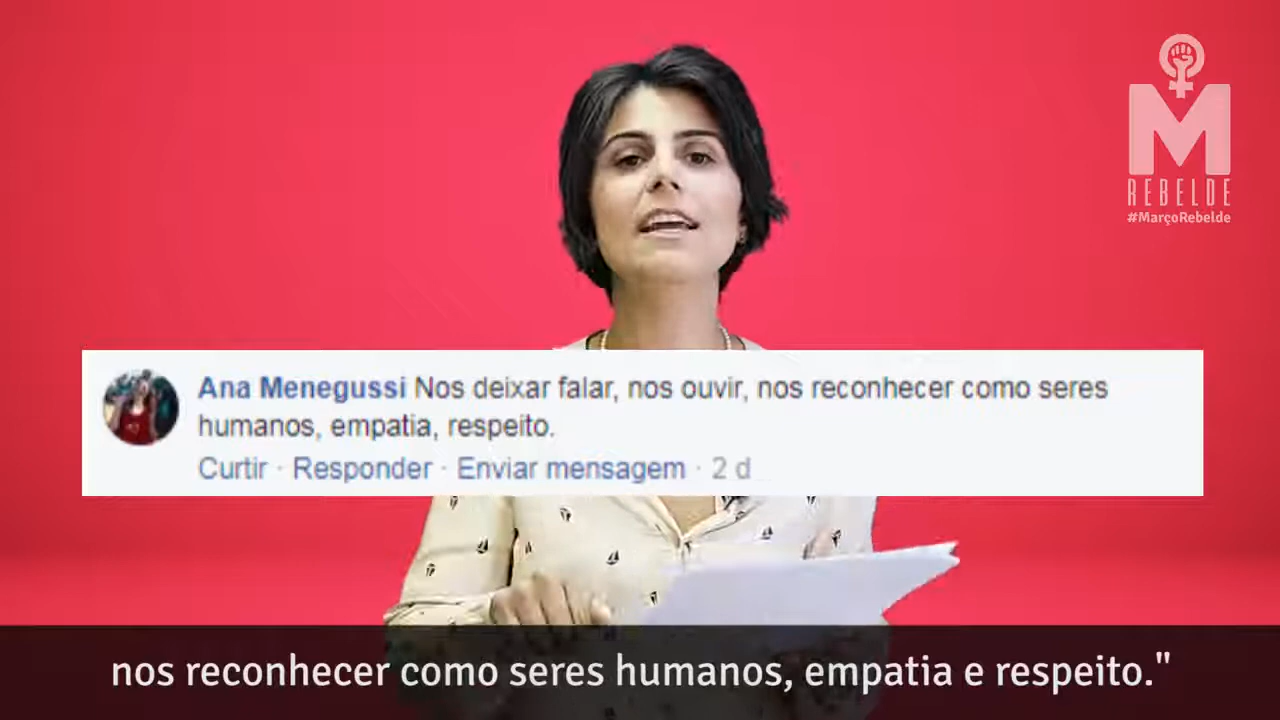 M
REBELDE
#MarçoRebelde
Ana Menegussi Nos deixar falar, nos ouvir, nos reconhecer como seres
humanos, empatia, respeito.
Curtir · Responder · Enviar mensagem · 2 d
nos reconhecer como seres humanos, empatia e respeito."